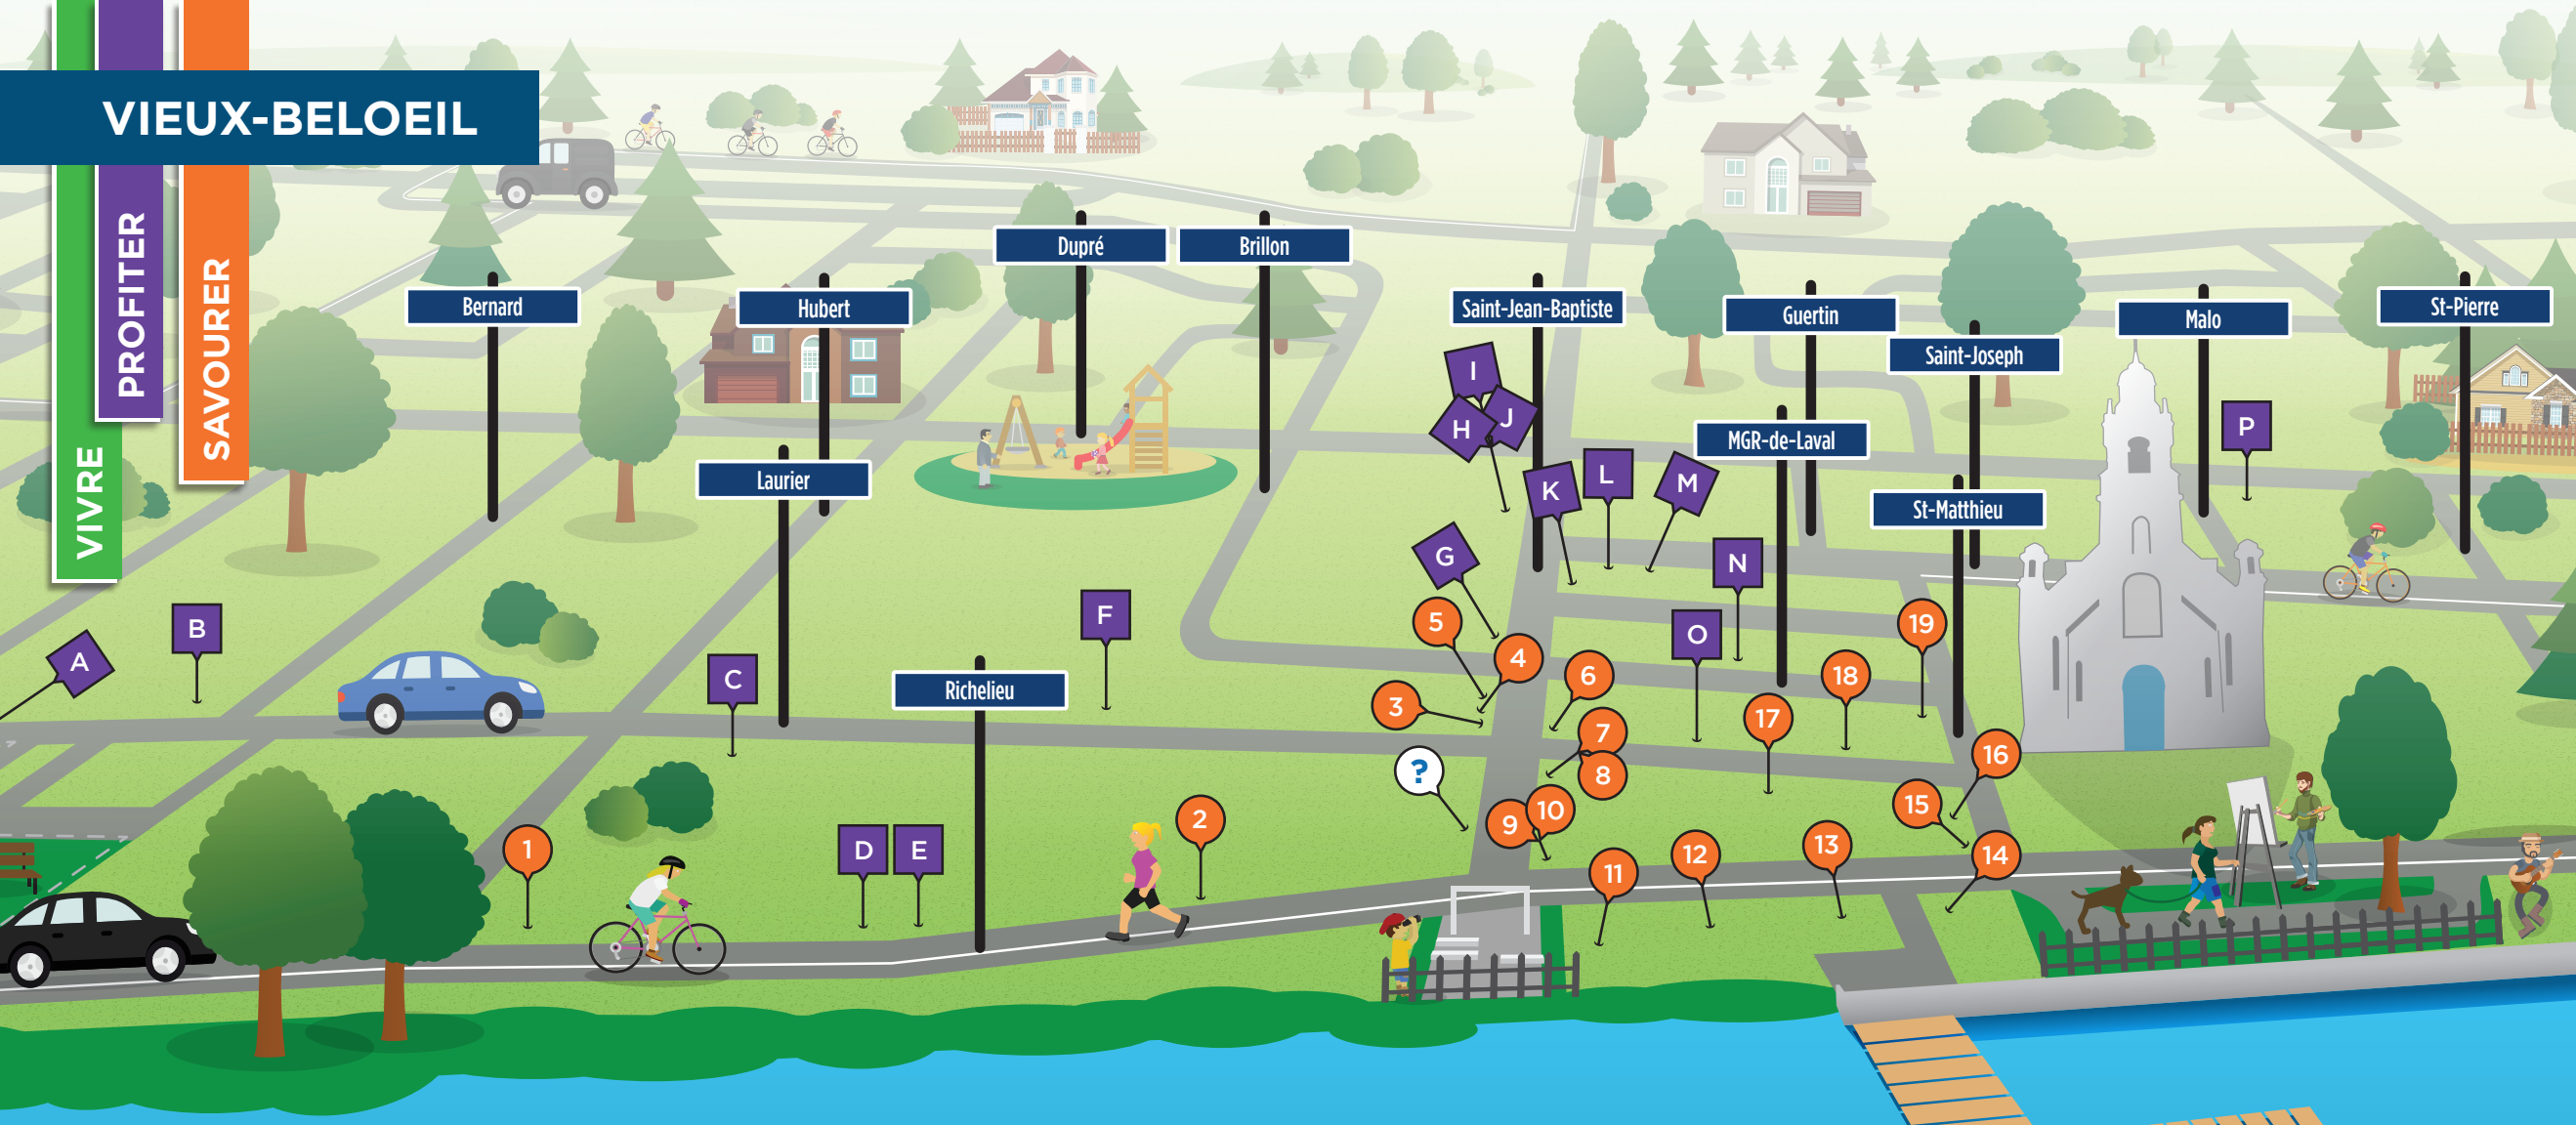 VIEUX-BELOEIL
VIVRE
PROFITER
SAVOURER
Dupré
Brillon
Bernard
Hubert
Saint-Jean-Baptiste
Guertin
Malo
St-Pierre
Saint-Joseph
Laurier
MGR-de-Laval
St-Matthieu
Richelieu
I
H
J
P
K
L
M
G
N
A
B
C
F
O
5
4
19
3
6
18
7
17
?
8
16
1
D
E
2
9
10
15
11
12
13
14